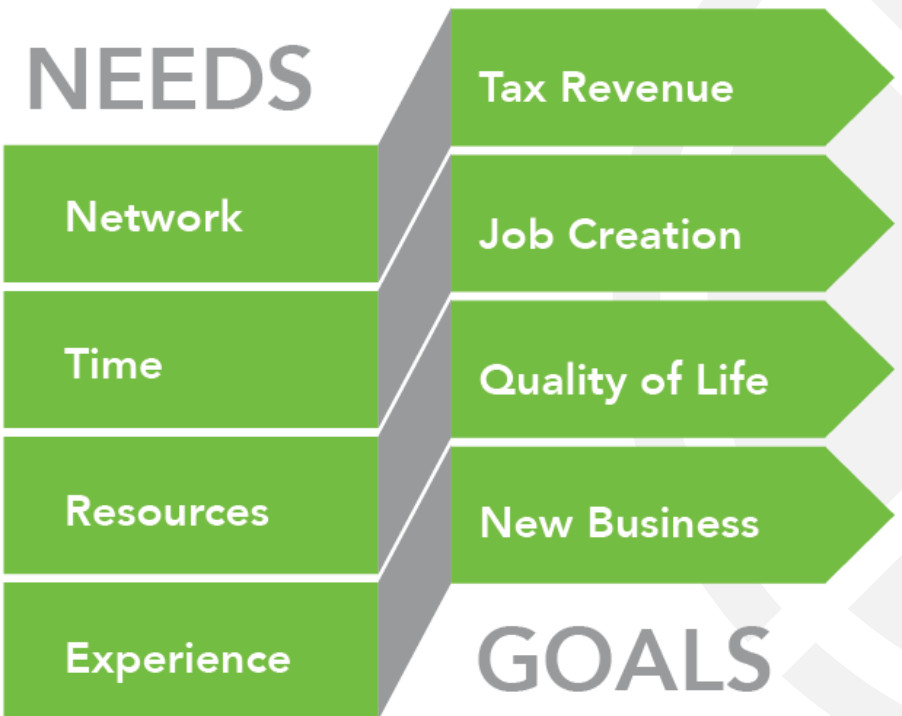 NEEDS
Network
Time
Resources
Experience
Tax Revenue
Job Creation
Quality of Life
New Business
GOALS